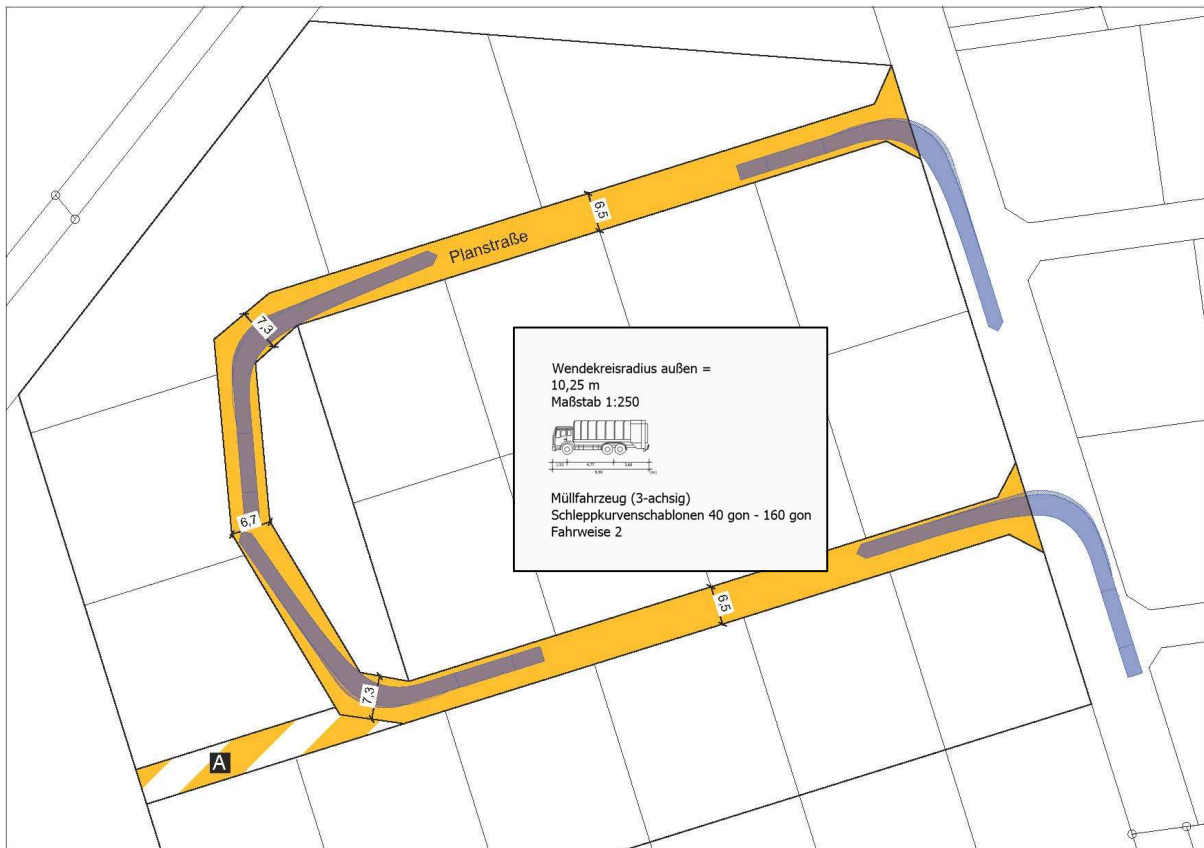 6,5
Planstraße
7,3
Wendekreisradius außen =
10,25 m
Maßstab 1:250
Müllfahrzeug (3-achsig)
Schleppkurvenschablonen 40 gon - 160 gon
Fahrweise 2
6,7
6,5
7,3
A